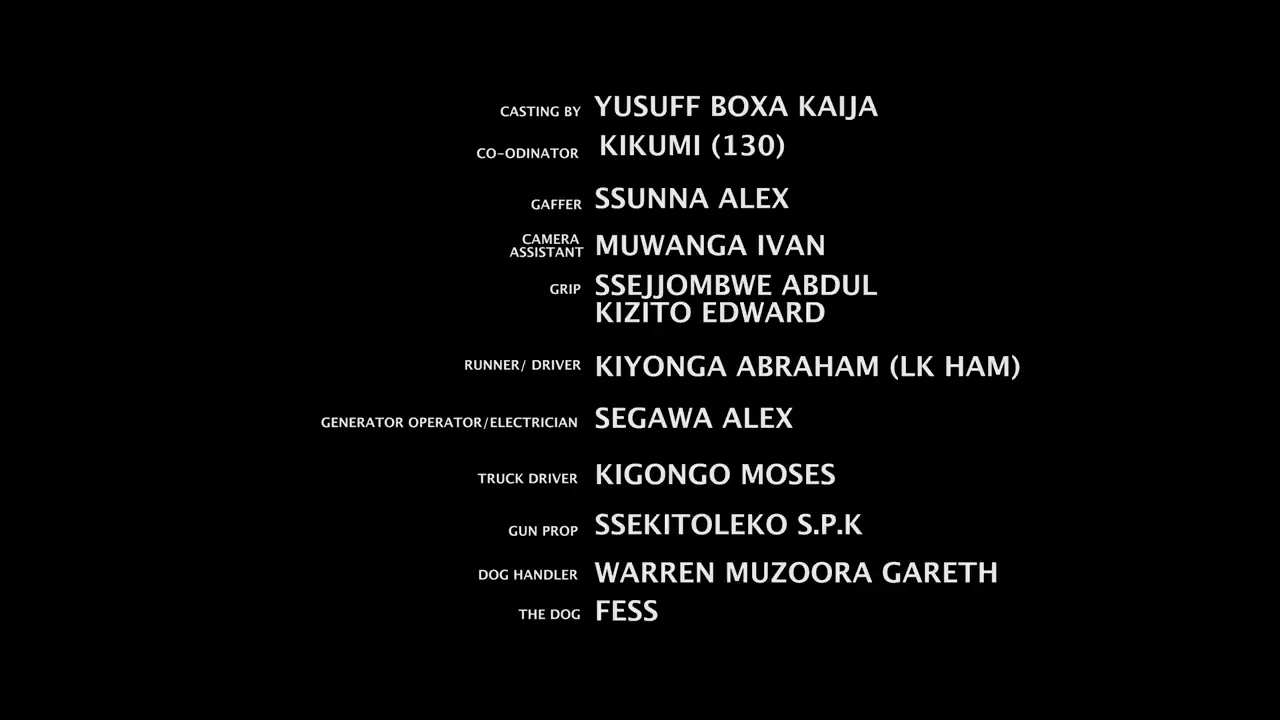 CASTING BY YUSUFF BOXA KAIJA
CO-ODINATOR KIKUMI (130)
GAFFER SSUNNA ALEX
CAMERA
ASSISTANT MUWANGA IVAN
GRIP SSEJJOMBWE ABDUL
KIZITO EDWARD
RUNNER/ DRIVER KIYONGA ABRAHAM (LK HAM)
GENERATOR OPERATOR/ELECTRICIAN SEGAWA ALEX
TRUCK DRIVER KIGONGO MOSES
GUN PROP SSEKITOLEKO S.P.K
DOG HANDLER WARREN MUZOORA GARETH
THE DOG FESS